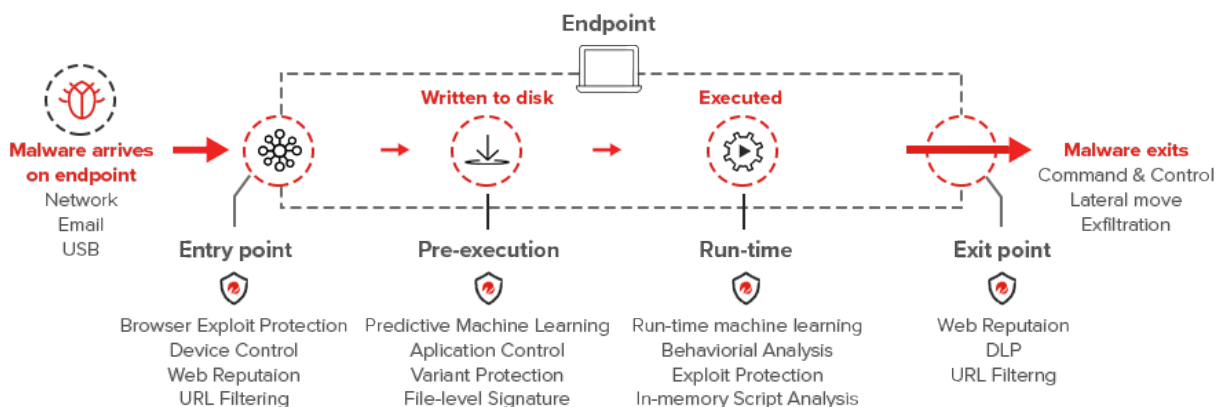 Endpoint
Written to disk
Executed
Malware arrives
on endpoint
Network
Email
USB
Malware exits
Command & Control
Lateral move
Exfiltration
Entry point
Browser Exploit Protection
Device Control
Web Reputaion
URL Filtering
Pre-execution
Predictive Machine Learning
Aplication Control
Variant Protection
File-level Signature
Run-time
Run-time machine learning
Behaviorial Analysis
Exploit Protection
In-memory Script Analysis
Exit point
Web Reputaion
DLP
URL Filterng